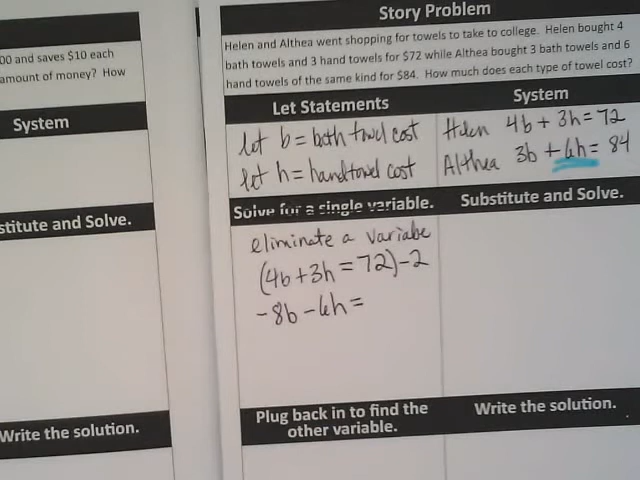 Story Problem
00 and saves $10 each
amount of money? How
Helen and Althea went shopping for towels to take to college. Helen bought 4
bath towels and 3 hand towels for $72 while Althea bought 3 bath towels and 6
hand towels of the same kind for $84. How much does each type of towel cost?
System
Let Statements
System
let b = bath towel cost
let h = handtowel cost
Helen 4b + 3h = 72
Althea 3b + 6h = 84
stitute and Solve.
Solve for a single variable.
Substitute and Solve.
eliminate a variabe
(4b + 3h = 72) - 2
-8b - 6h =
Write the solution.
Plug back in to find the
other variable.
Write the solution.